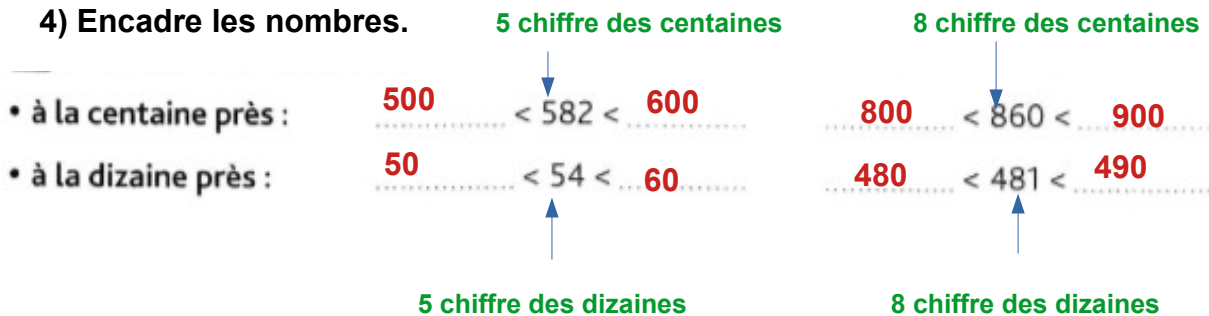 4) Encadre les nombres.
5 chiffre des centaines
8 chiffre des centaines
• à la centaine près : 500 < 582 < 600 800 < 860 < 900
• à la dizaine près : 50 < 54 < 60 480 < 481 < 490
5 chiffre des dizaines
8 chiffre des dizaines